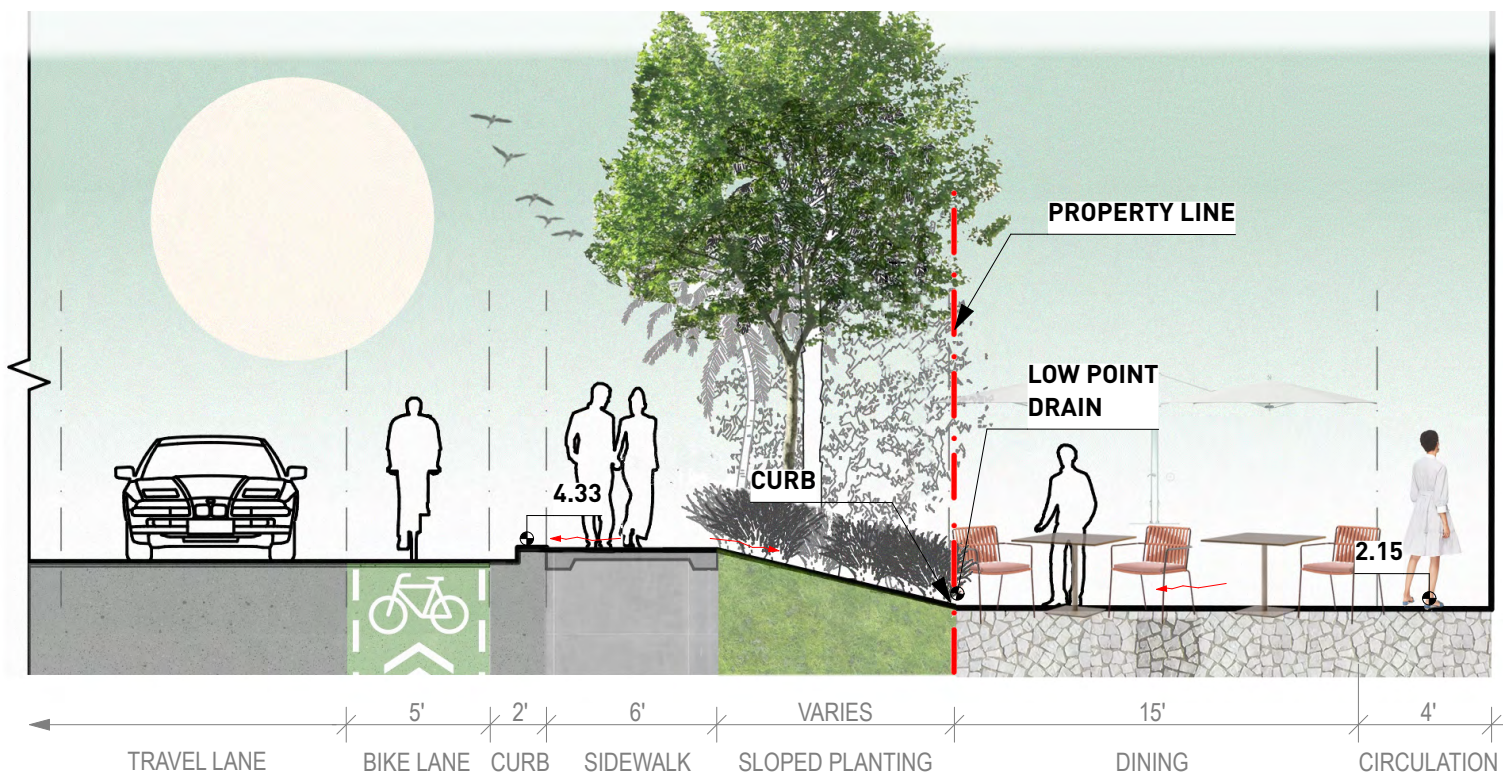 PROPERTY LINE
LOW POINT
DRAIN
CURB
4.33
2.15
5'
2'
6'
VARIES
15'
4'
TRAVEL LANE
BIKE LANE
CURB
SIDEWALK
SLOPED PLANTING
DINING
CIRCULATION